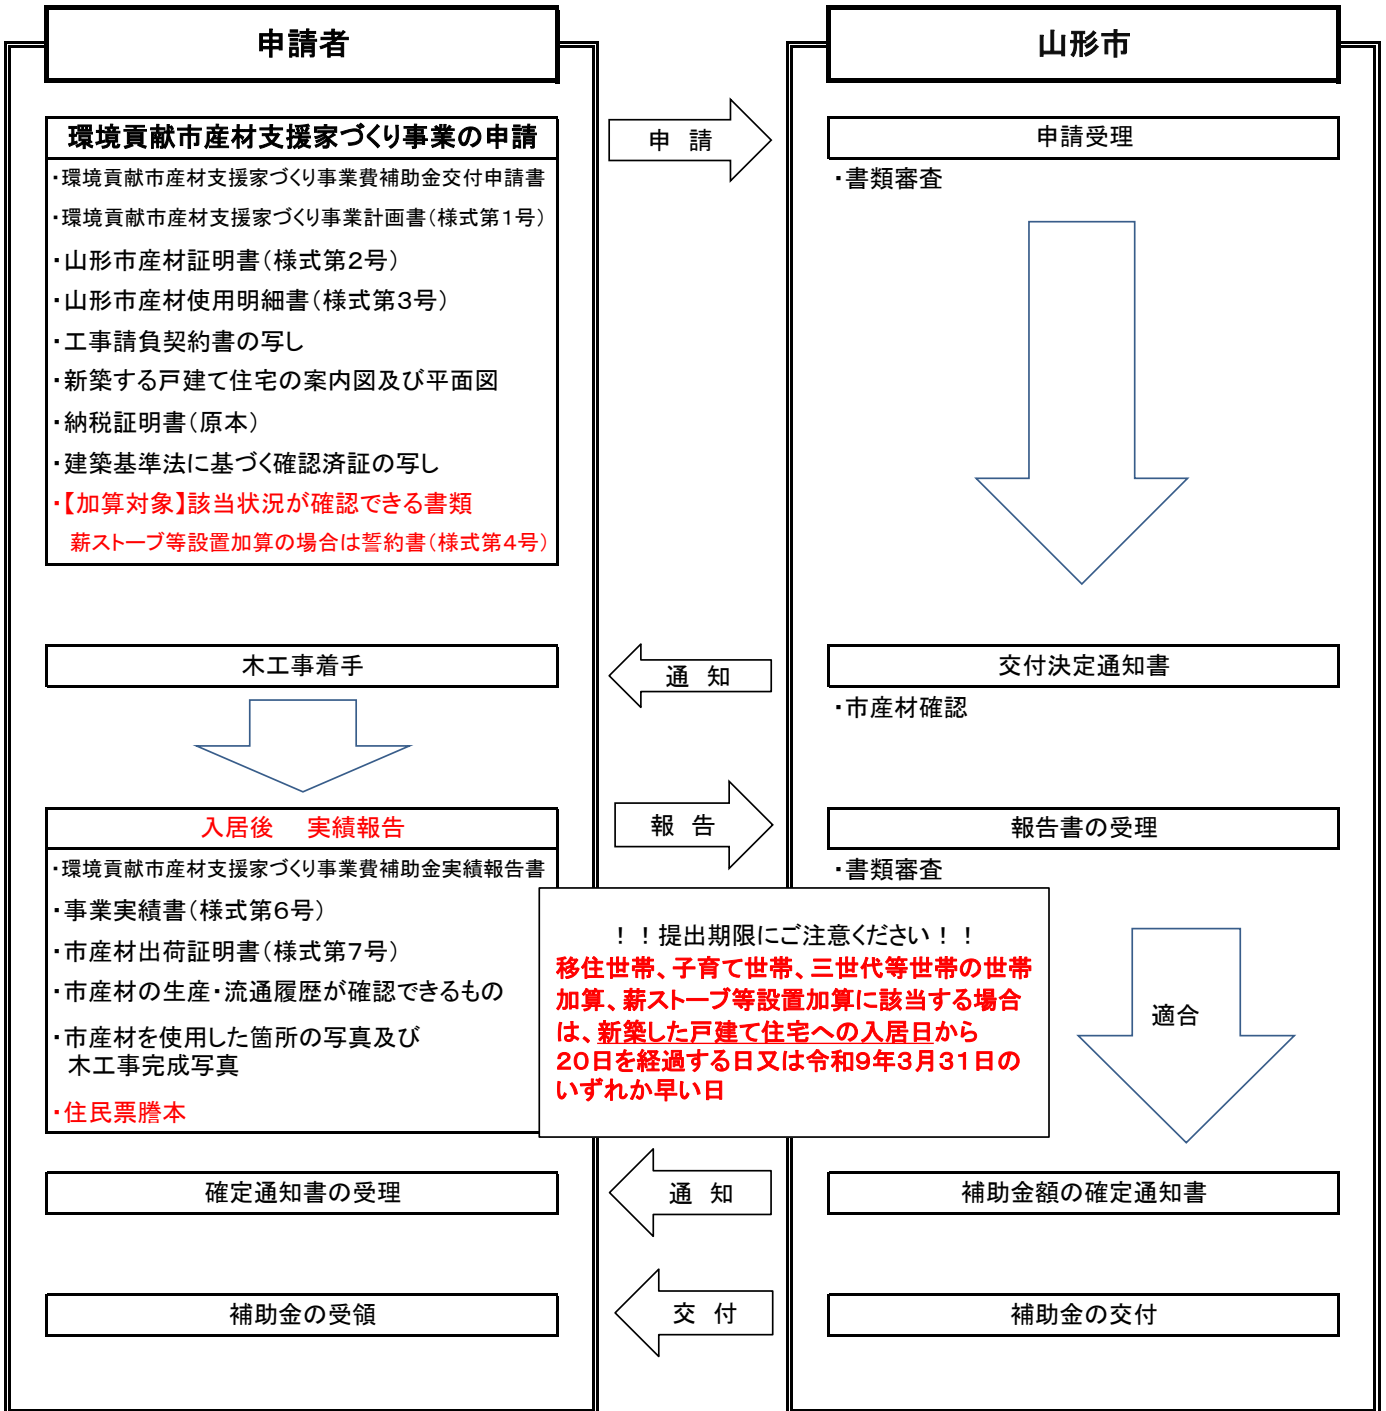 申請者
山形市
環境貢献市産材支援家づくり事業の申請
・環境貢献市産材支援家づくり事業費補助金交付申請書
・環境貢献市産材支援家づくり事業計画書（様式第１号）
・山形市産材証明書（様式第２号）
・山形市産材使用明細書（様式第３号）
・工事請負契約書の写し
・新築する戸建て住宅の案内図及び平面図
・納税証明書（原本）
・建築基準法に基づく確認済証の写し
・【加算対象】該当状況が確認できる書類
薪ストーブ等設置加算の場合は誓約書（様式第４号）
申 請
申請受理
・書類審査
木工事着手
通 知
交付決定通知書
・市産材確認
入居後　実績報告
・環境貢献市産材支援家づくり事業費補助金実績報告書
・事業実績書（様式第６号）
・市産材出荷証明書（様式第７号）
・市産材の生産・流通履歴が確認できるもの
・市産材を使用した箇所の写真及び
木工事完成写真
・住民票謄本
報 告
報告書の受理
・書類審査
！！提出期限にご注意ください！！
移住世帯、子育て世帯、三世代等世帯の世帯
加算、薪ストーブ等設置加算に該当する場合
は、新築した戸建て住宅への入居日から
２０日を経過する日又は令和９年３月３１日の
いずれか早い日
適合
確定通知書の受理
通 知
補助金額の確定通知書
補助金の受領
交 付
補助金の交付